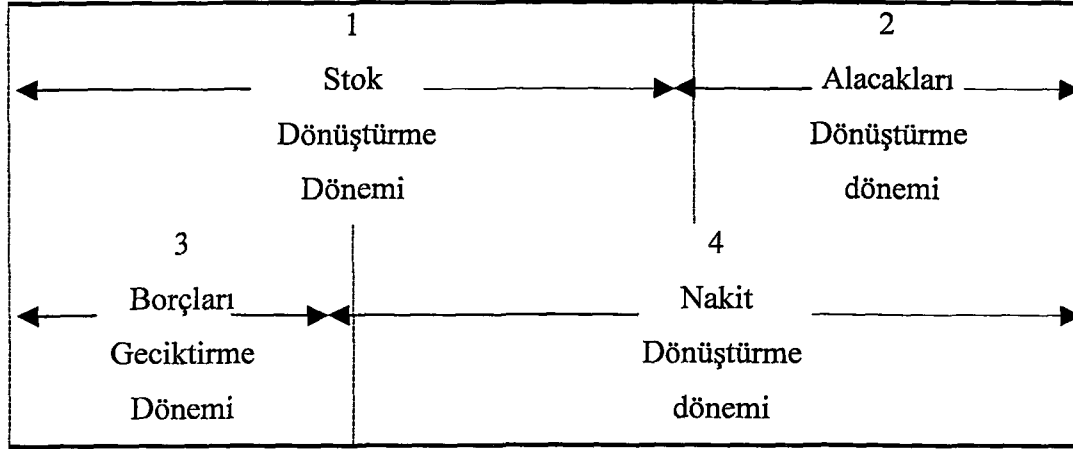 1
Stok
Dönüştürme
Dönemi
2
Alacakları
Dönüştürme
dönemi
3
Borçları
Geciktirme
Dönemi
4
Nakit
Dönüştürme
dönemi